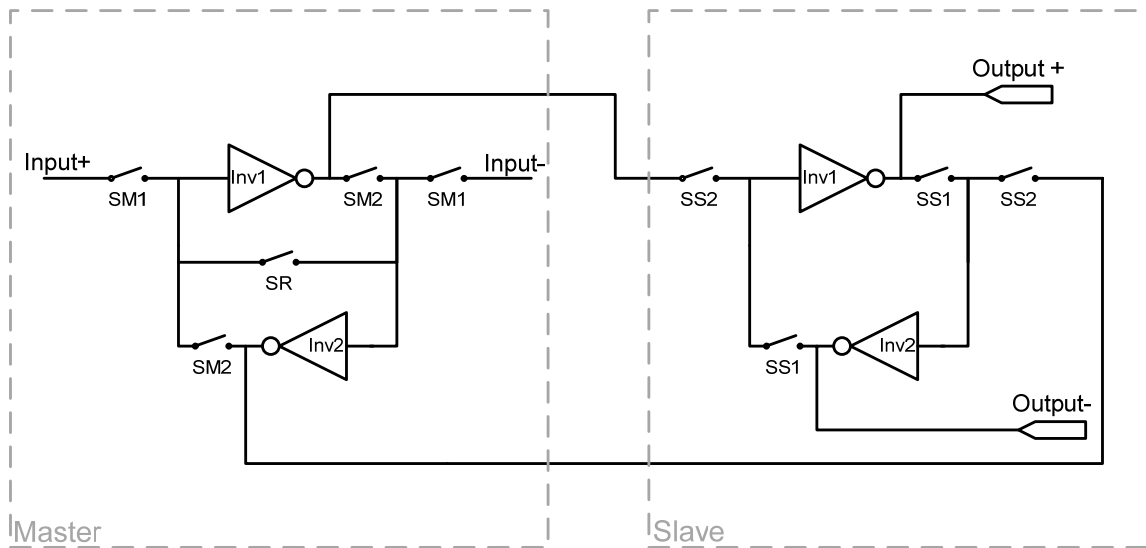 Output +
Input+
Inv1
Input-
Inv1
SM1
SM2
SM1
SS2
SS1
SS2
SR
Inv2
Inv2
SM2
SS1
Output-
Master
Slave